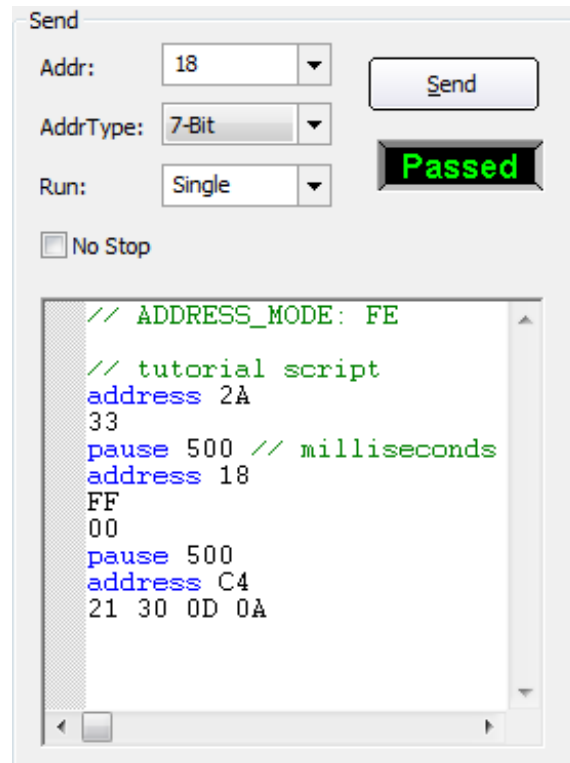 Send
Addr: 18
Send
AddrType: 7-Bit
Passed
Run: Single
No Stop
// ADDRESS_MODE: FE
// tutorial script
address 2A
33
pause 500 // milliseconds
address 18
FF
00
pause 500
address C4
21 30 0D 0A